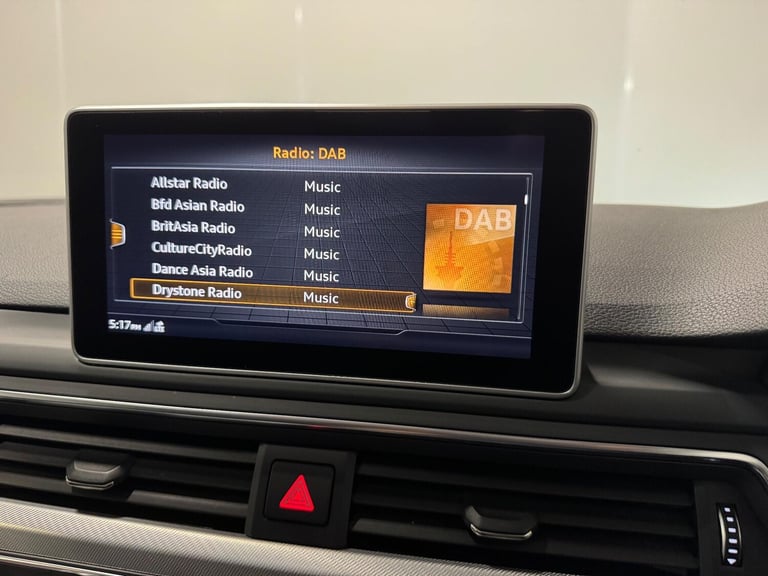 Radio: DAB
Allstar Radio Music
Bfd Asian Radio Music
BritAsia Radio Music
CultureCityRadio Music
Dance Asia Radio Music
Drystone Radio Music
DAB
5:17PM